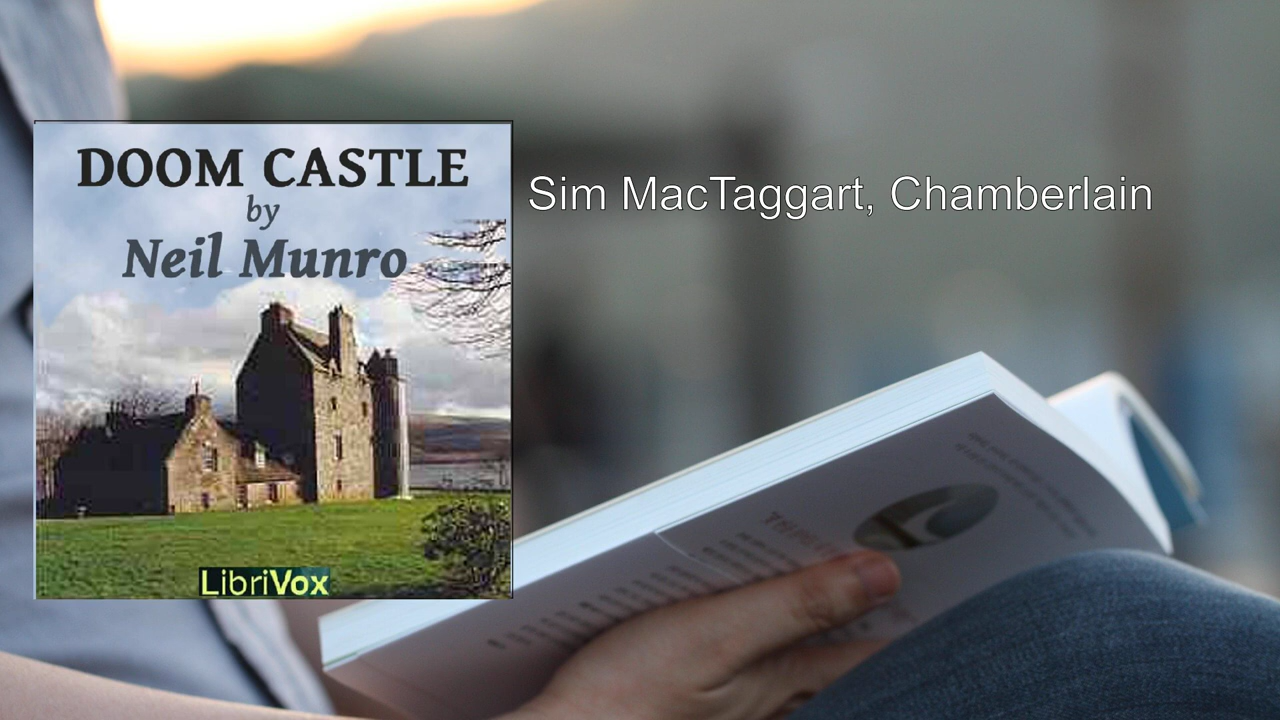 DOOM CASTLE
by
Neil Munro
LibriVox
Sim MacTaggart, Chamberlain